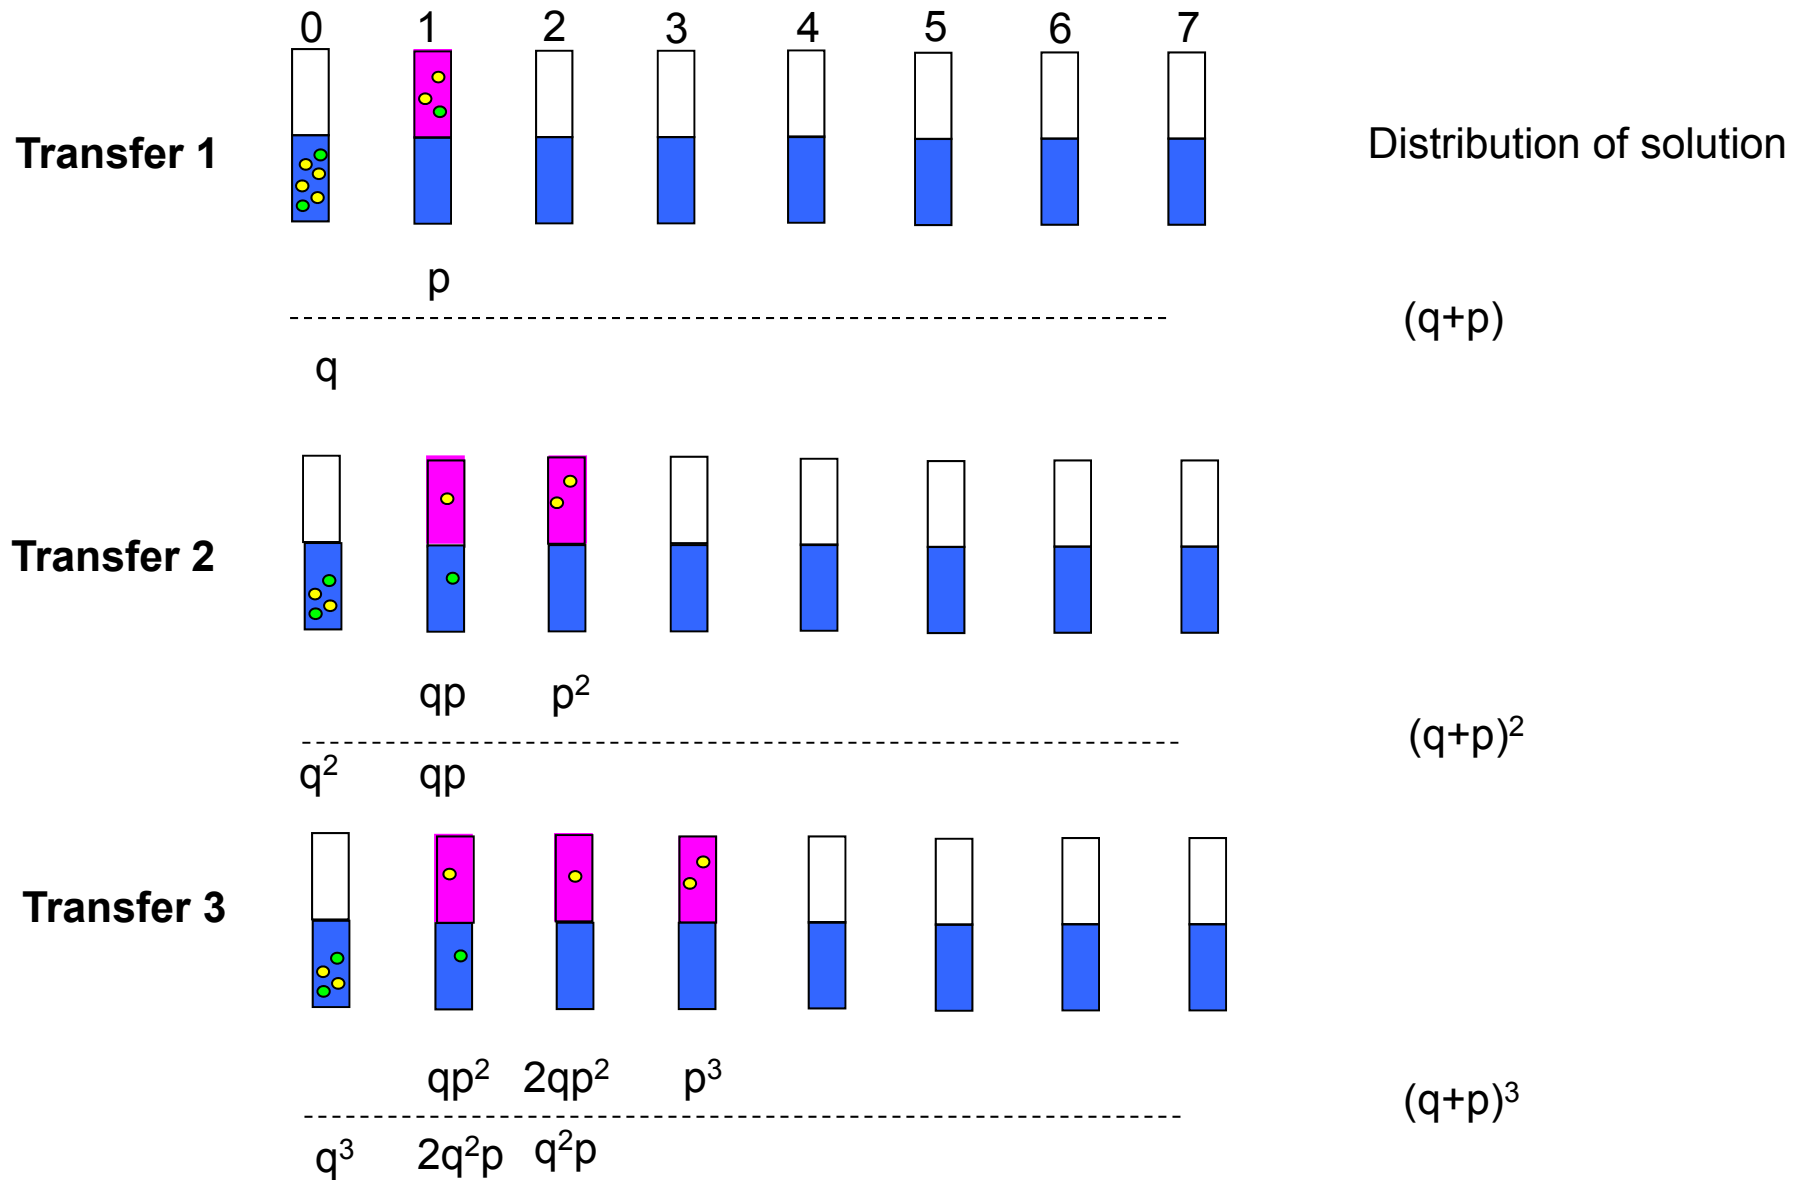 0 1 2 3 4 5 6 7
Transfer 1
Distribution of solution
p
(q+p)
q
Transfer 2
qp p²
(q+p)²
q² qp
Transfer 3
qp² 2qp² p³
(q+p)³
q³ 2q²p q²p